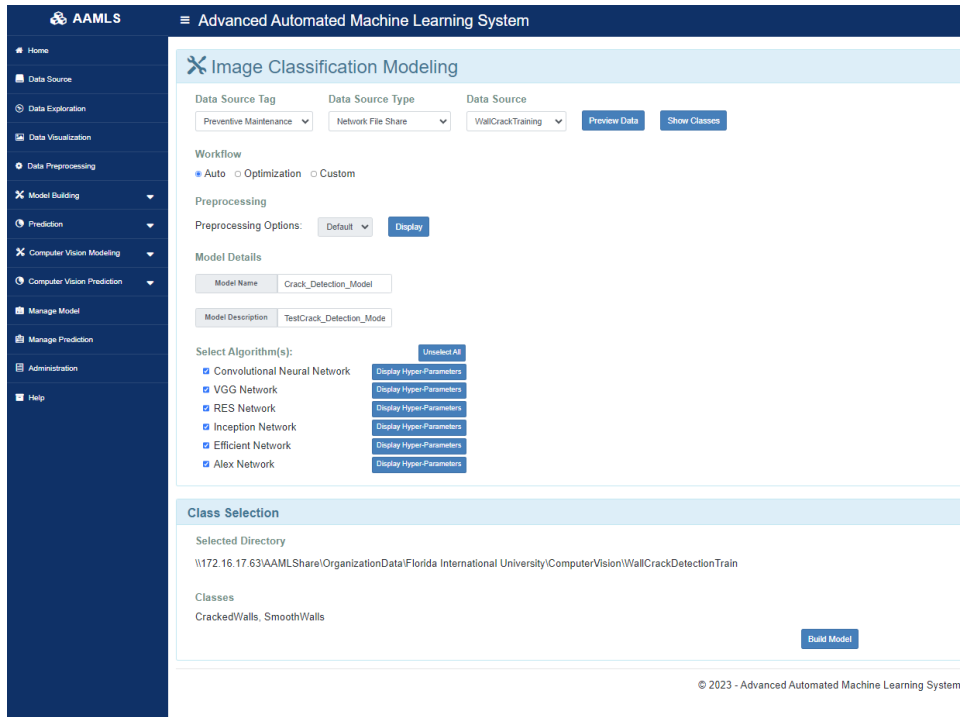 AAMLS
≡ Advanced Automated Machine Learning System
Home
Data Source
Data Exploration
Data Visualization
Data Preprocessing
Model Building
Prediction
Computer Vision Modeling
Computer Vision Prediction
Manage Model
Manage Prediction
Administration
Help
Image Classification Modeling
Data Source Tag Data Source Type Data Source
Preventive Maintenance Network File Share WallCrackTraining Preview Data Show Classes
Workflow
Auto Optimization Custom
Preprocessing
Preprocessing Options: Default Display
Model Details
Model Name Crack_Detection_Model
Model Description TestCrack_Detection_Mode
Select Algorithm(s): Unselect All
Convolutional Neural Network Display Hyper-Parameters
VGG Network Display Hyper-Parameters
RES Network Display Hyper-Parameters
Inception Network Display Hyper-Parameters
Efficient Network Display Hyper-Parameters
Alex Network Display Hyper-Parameters
Class Selection
Selected Directory
\\172.16.17.63\AAMLShare\OrganizationData\Florida International University\ComputerVision\WallCrackDetectionTrain
Classes
CrackedWalls, SmoothWalls
Build Model
© 2023 - Advanced Automated Machine Learning System